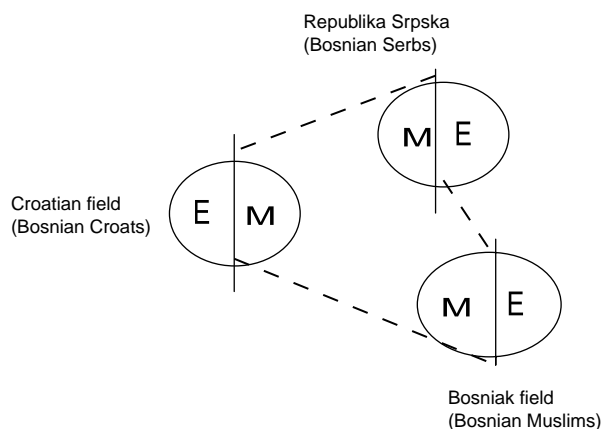 Republika Srpska
(Bosnian Serbs)
M E
Croatian field
(Bosnian Croats)
E M
M E
Bosniak field
(Bosnian Muslims)